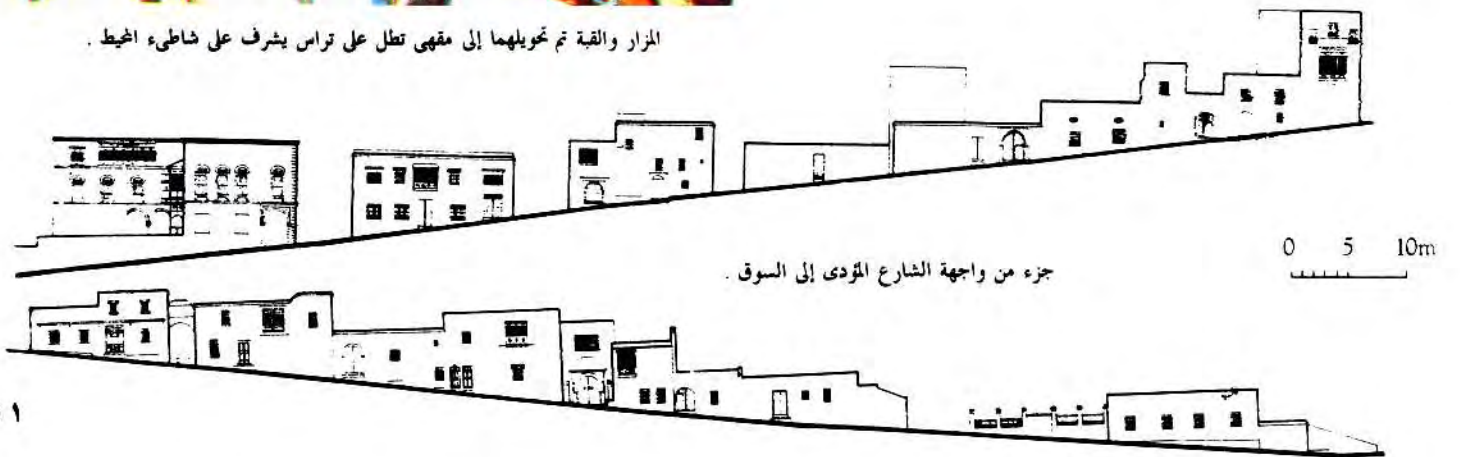 المزار والقبة تم تحويلهما إلى مقهى تطل على تراس يشرف على شاطىء المحيط .
0 5 10m
جزء من واجهة الشارع المؤدى إلى السوق .
١